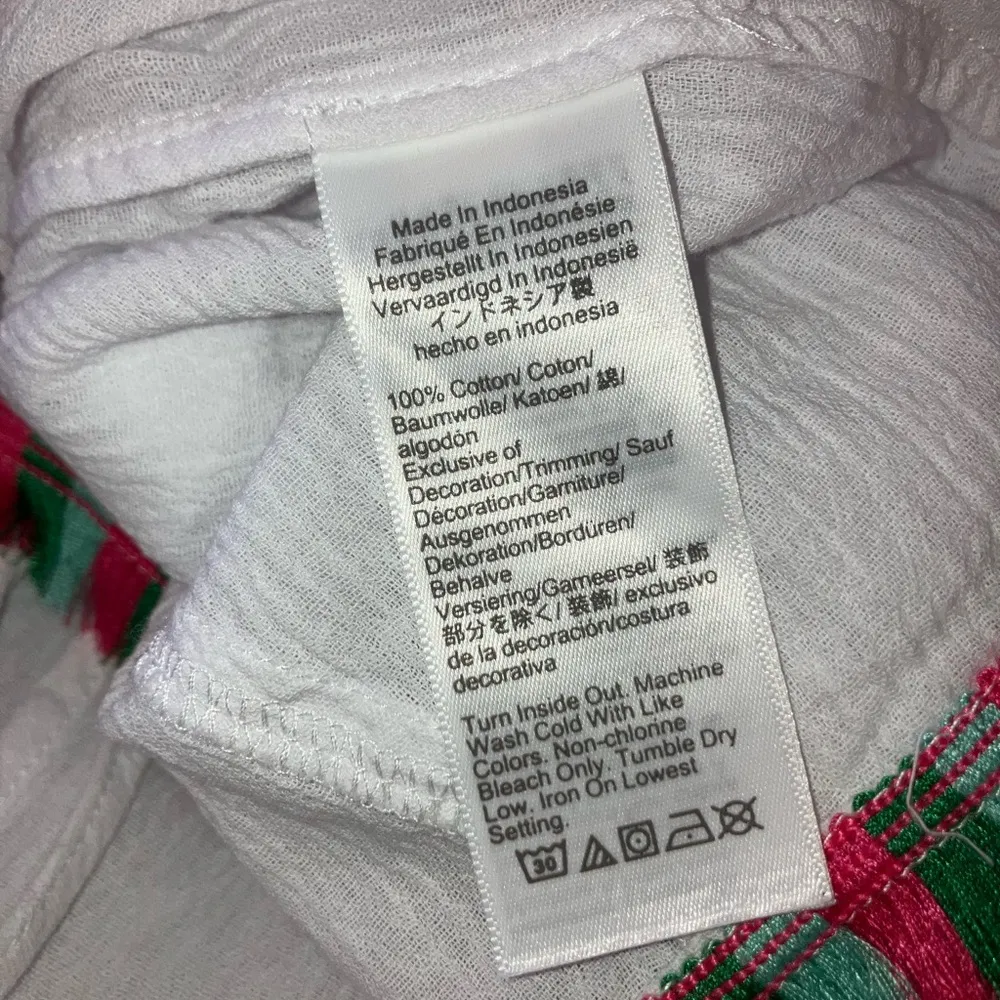 Made In Indonesia
Fabriqué En Indonésie
Hergestellt In Indonesien
Vervaardigd In Indonesië
インドネシア製
hecho en indonesia
100% Cotton/ Coton/
Baumwolle/ Katoen/ 綿/
algodón
Exclusive of
Decoration/Trimming/ Sauf
Décoration/Garniture/
Ausgenommen
Dekoration/Bordüren/
Behalve
Versiering/Gameersel/ 装飾
部分を除く/ 装飾/ exclusivo
de la decoración/costura
decorativa
Turn Inside Out. Machine
Wash Cold With Like
Colors. Non-chlorine
Bleach Only. Tumble Dry
Low. Iron On Lowest
Setting.
30